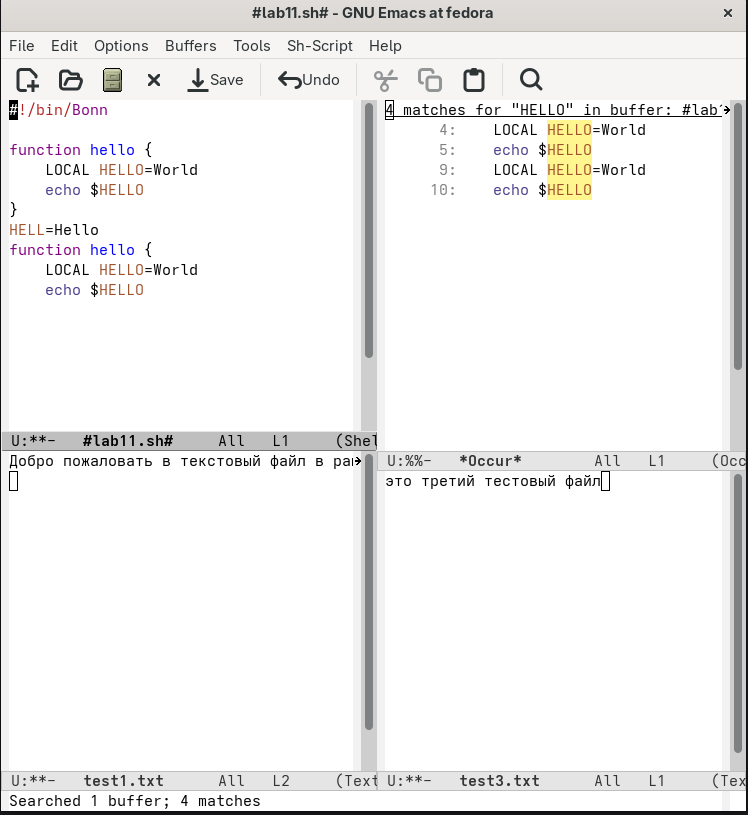 #lab11.sh# - GNU Emacs at fedora
File Edit Options Buffers Tools Sh-Script Help
Save Undo
#!/bin/Bonn
function hello {
    LOCAL HELLO=World
    echo $HELLO
}
HELL=Hello
function hello {
    LOCAL HELLO=World
    echo $HELLO
U:**-   #lab11.sh#     All   L1     (Shel
4 matches for "HELLO" in buffer: #lab
4:    LOCAL HELLO=World
5:    echo $HELLO
9:    LOCAL HELLO=World
10:    echo $HELLO
U:%%-   *Occur*        All   L1     (Occ
Добро пожаловать в текстовый файл в
U:**-   test1.txt      All   L2     (Text
это третий тестовый файл
U:**-   test3.txt      All   L1     (Tex
Searched 1 buffer; 4 matches